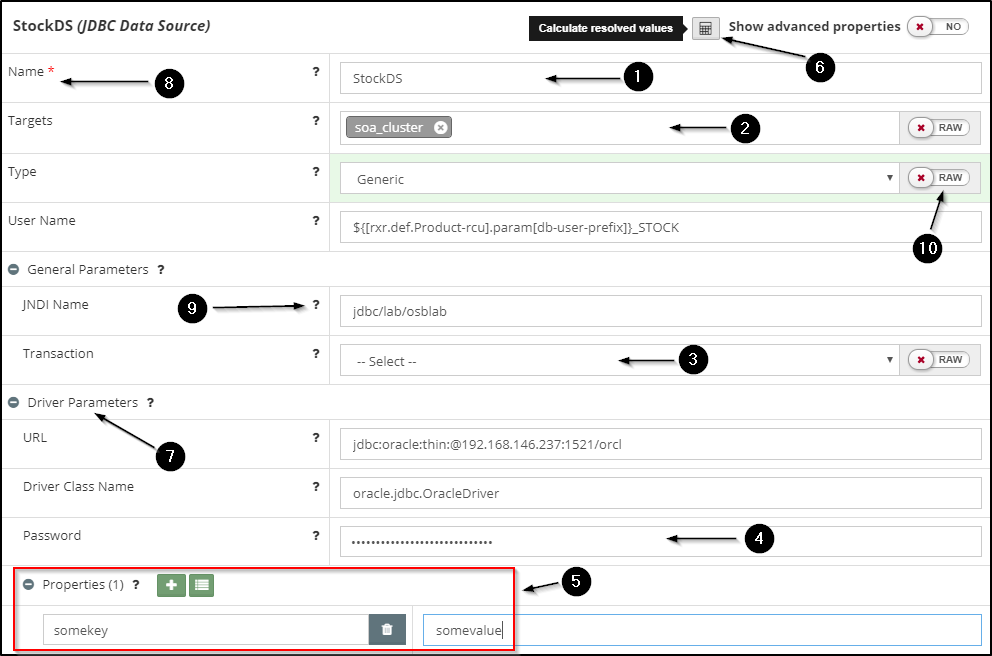 StockDS (JDBC Data Source)
Calculate resolved values
Show advanced properties
NO
6
Name *
?
8
StockDS
1
Targets
?
soa_cluster
2
RAW
Type
?
Generic
RAW
10
User Name
?
${[rxr.def.Product-rcu].param[db-user-prefix]}_STOCK
General Parameters ?
JNDI Name
9
?
jdbc/lab/osblab
Transaction
?
-- Select --
3
RAW
Driver Parameters ?
7
URL
?
jdbc:oracle:thin:@192.168.146.237:1521/orcl
Driver Class Name
?
oracle.jdbc.OracleDriver
Password
?
4
Properties (1) ?
5
somekey
somevalue